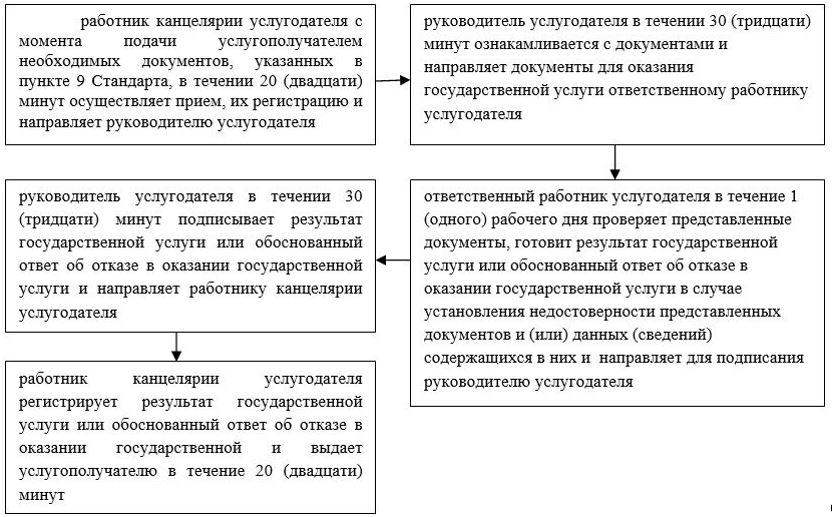 работник канцелярии услугодателя с
момента подачи услугополучателем
необходимых документов, указанных в
пункте 9 Стандарта, в течении 20 (двадцати)
минут осуществляет прием, их регистрацию и
направляет руководителю услугодателя
руководитель услугодателя в течении 30 (тридцати)
минут ознакамливается с документами и
направляет документы для оказания
государственной услуги ответственному работнику
услугодателя
ответственный работник услугодателя в течение 1
(одного) рабочего дня проверяет представленные
документы, готовит результат государственной
услуги или обоснованный ответ об отказе в
оказании государственной услуги в случае
установления недостоверности представленных
документов и (или) данных (сведений)
содержащихся в них и направляет для подписания
руководителю услугодателя
руководитель услугодателя в течении 30
(тридцати) минут подписывает результат
государственной услуги или обоснованный
ответ об отказе в оказании государственной
услуги и направляет работнику канцелярии
услугодателя
работник канцелярии услугодателя
регистрирует результат государственной
услуги или обоснованный ответ об отказе в
оказании государственной и выдает
услугополучателю в течение 20 (двадцати)
минут